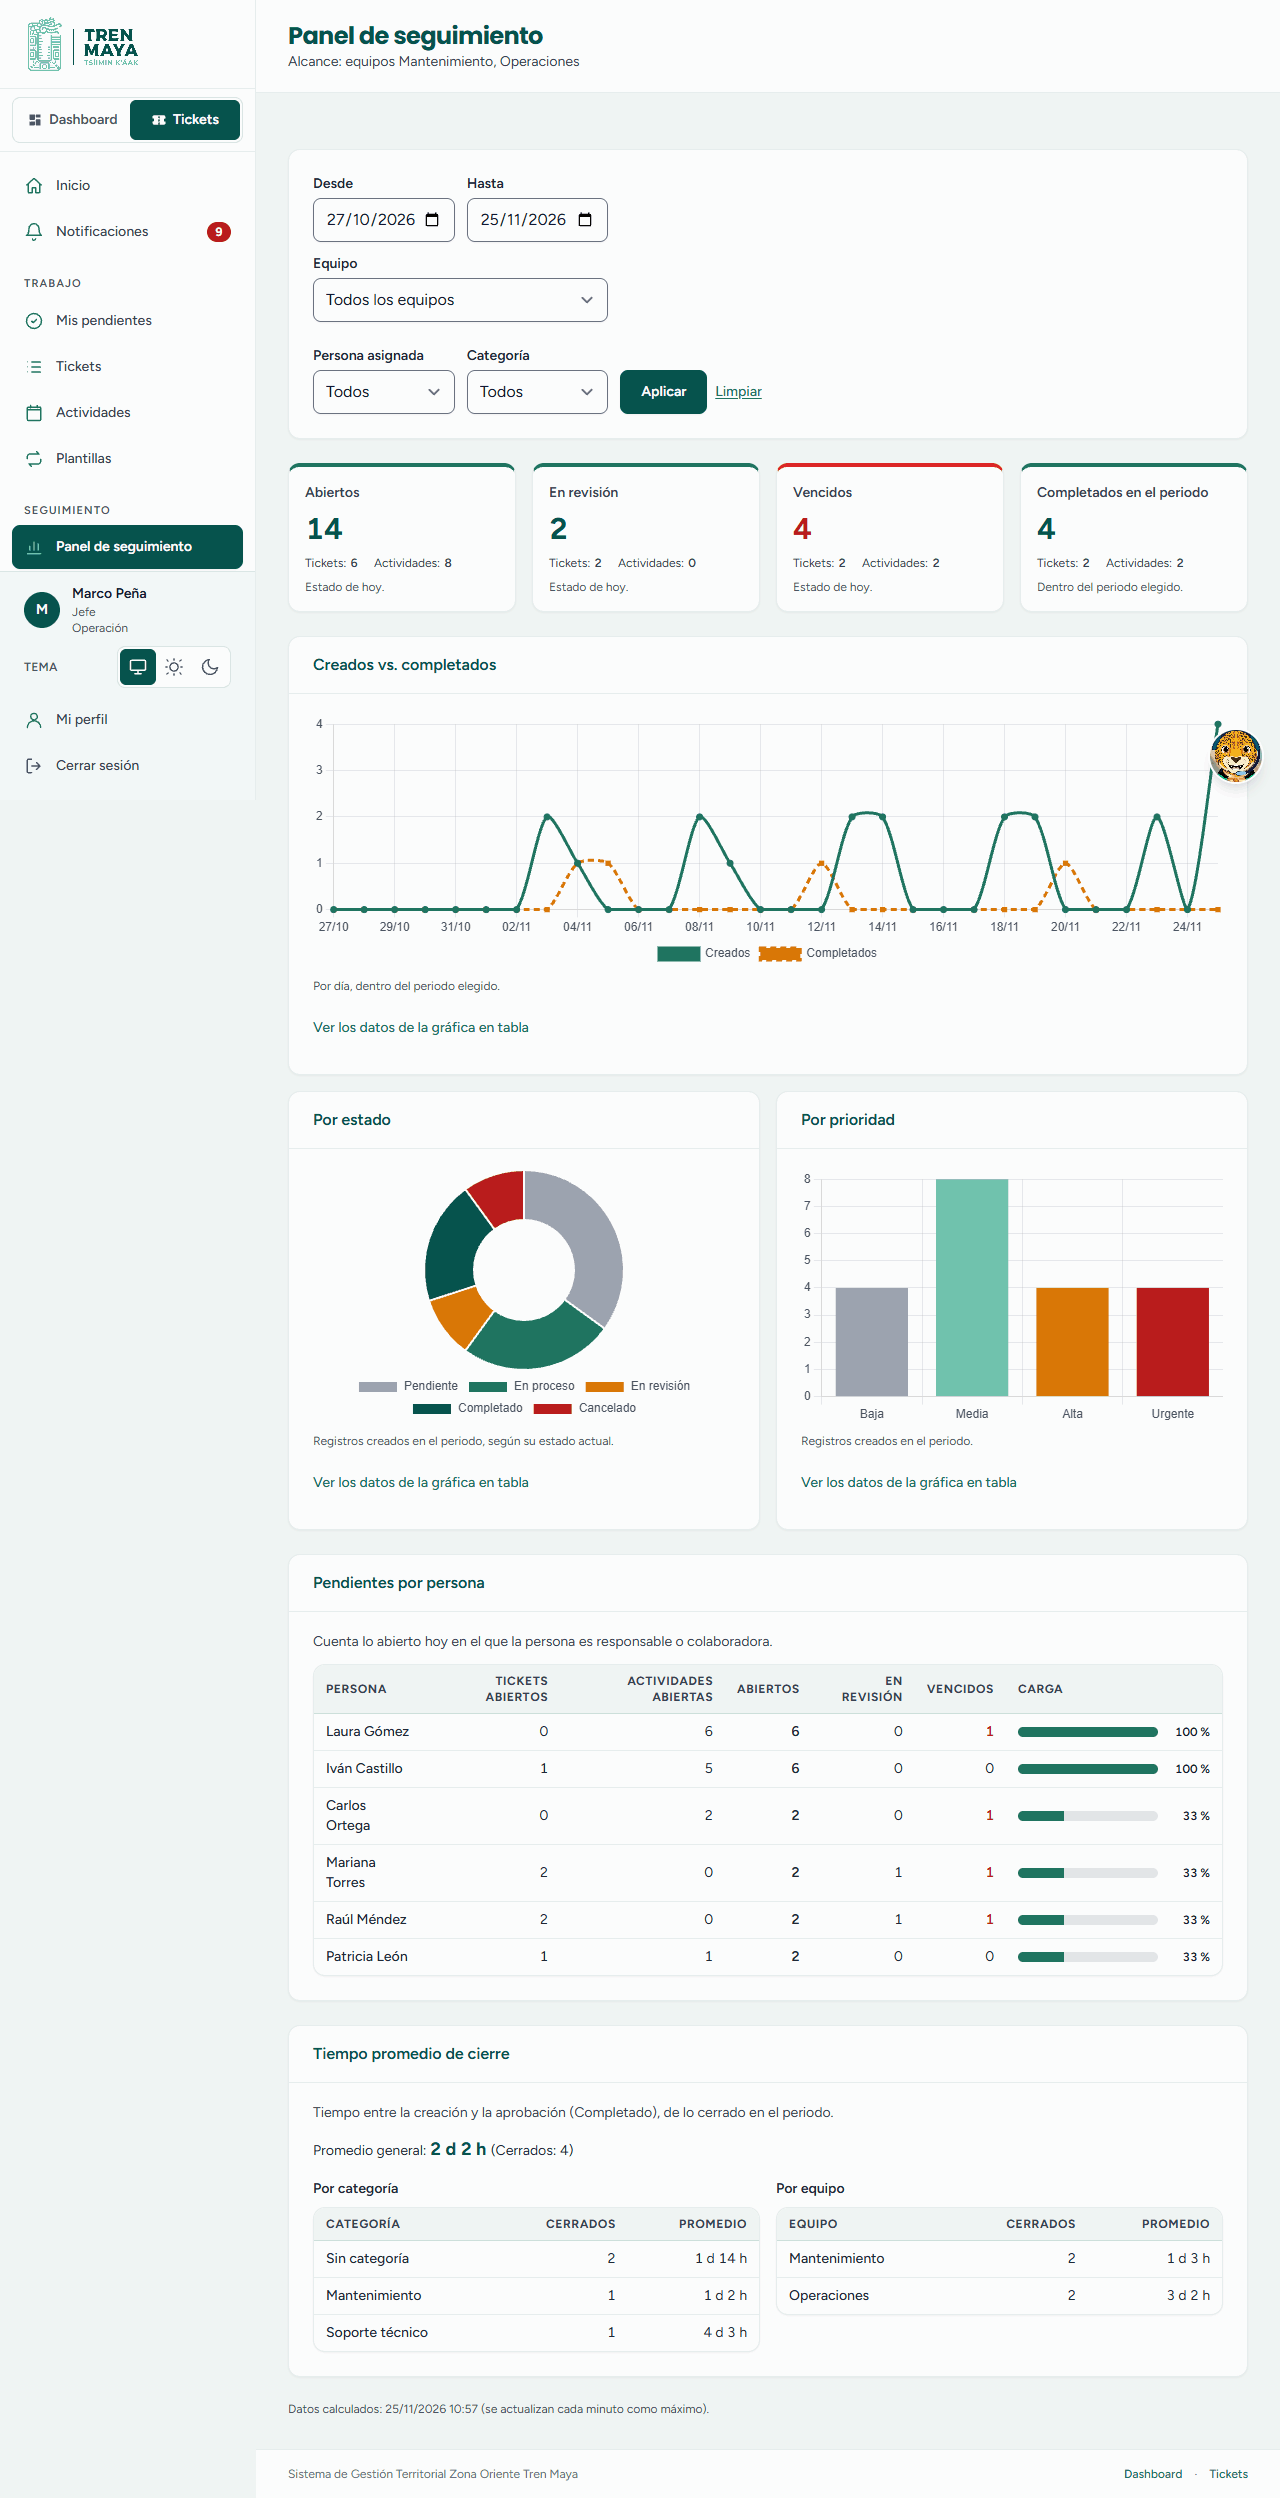 TREN
MAYA
TSÍIMIN K'ÁAK
Dashboard
Tickets
Inicio
Notificaciones
9
TRABAJO
Mis pendientes
Tickets
Actividades
Plantillas
SEGUIMIENTO
Panel de seguimiento
M
Marco Peña
Jefe
Operación
TEMA
Mi perfil
Cerrar sesión
Panel de seguimiento
Alcance: equipos Mantenimiento, Operaciones
Desde Hasta
27/10/2026 25/11/2026
Equipo
Todos los equipos
Persona asignada Categoría
Todos Todos Aplicar Limpiar
Abiertos
14
Tickets: 6 Actividades: 8
Estado de hoy.
En revisión
2
Tickets: 2 Actividades: 0
Estado de hoy.
Vencidos
4
Tickets: 2 Actividades: 2
Estado de hoy.
Completados en el periodo
4
Tickets: 2 Actividades: 2
Dentro del periodo elegido.
Creados vs. completados
4
3
2
1
0
27/10 29/10 31/10 02/11 04/11 06/11 08/11 10/11 12/11 14/11 16/11 18/11 20/11 22/11 24/11
Creados Completados
Por día, dentro del periodo elegido.
Ver los datos de la gráfica en tabla
Por estado
Pendiente En proceso En revisión
Completado Cancelado
Registros creados en el periodo, según su estado actual.
Ver los datos de la gráfica en tabla
Por prioridad
8
7
6
5
4
3
2
1
0
Baja Media Alta Urgente
Registros creados en el periodo.
Ver los datos de la gráfica en tabla
Pendientes por persona
Cuenta lo abierto hoy en el que la persona es responsable o colaboradora.
PERSONA TICKETS ABIERTOS ACTIVIDADES ABIERTAS ABIERTOS EN REVISIÓN VENCIDOS CARGA
Laura Gómez 0 6 6 0 1 100 %
Iván Castillo 1 5 6 0 0 100 %
Carlos Ortega 0 2 2 0 1 33 %
Mariana Torres 2 0 2 1 1 33 %
Raúl Méndez 2 0 2 1 1 33 %
Patricia León 1 1 2 0 0 33 %
Tiempo promedio de cierre
Tiempo entre la creación y la aprobación (Completado), de lo cerrado en el periodo.
Promedio general: 2 d 2 h (Cerrados: 4)
Por categoría
CATEGORÍA CERRADOS PROMEDIO
Sin categoría 2 1 d 14 h
Mantenimiento 1 1 d 2 h
Soporte técnico 1 4 d 3 h
Por equipo
EQUIPO CERRADOS PROMEDIO
Mantenimiento 2 1 d 3 h
Operaciones 2 3 d 2 h
Datos calculados: 25/11/2026 10:57 (se actualizan cada minuto como máximo).
Sistema de Gestión Territorial Zona Oriente Tren Maya
Dashboard · Tickets